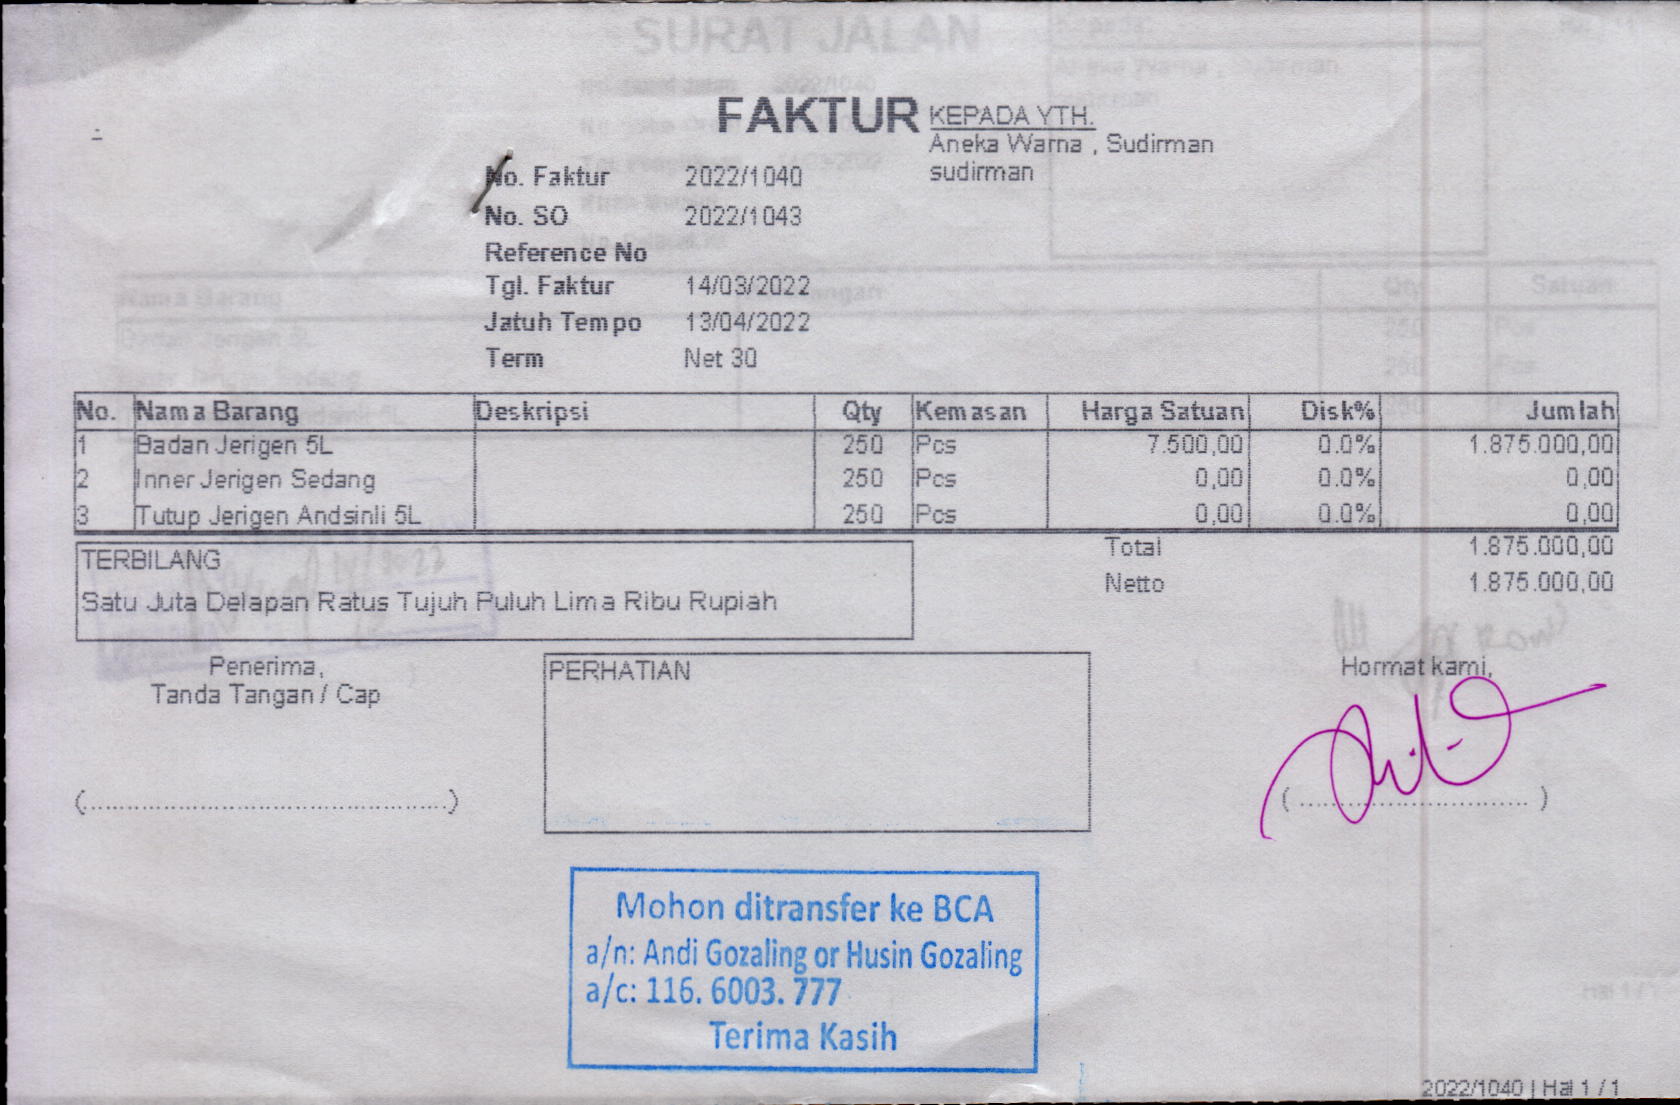 FAKTUR
KEPADA YTH.
Aneka Warna , Sudirman
sudirman
No. Faktur 2022/1040
No. SO 2022/1043
Reference No
Tgl. Faktur 14/03/2022
Jatuh Tempo 13/04/2022
Term Net 30
No. Nama Barang Deskripsi Qty Kemasan Harga Satuan Disk% Jumlah
1 Badan Jerigen 5L 250 Pcs 7.500,00 0.0% 1.875.000,00
2 Inner Jerigen Sedang 250 Pcs 0,00 0.0% 0,00
3 Tutup Jerigen Andsinli 5L 250 Pcs 0,00 0.0% 0,00
Total 1.875.000,00
Netto 1.875.000,00
TERBILANG
Satu Juta Delapan Ratus Tujuh Puluh Lima Ribu Rupiah
Penerima,
Tanda Tangan / Cap
PERHATIAN
Hormat kami,
(..............................................)
( .............................. )
Mohon ditransfer ke BCA
a/n: Andi Gozaling or Husin Gozaling
a/c: 116. 6003. 777
Terima Kasih
2022/1040 | Hal 1 / 1
SURAT JALAN